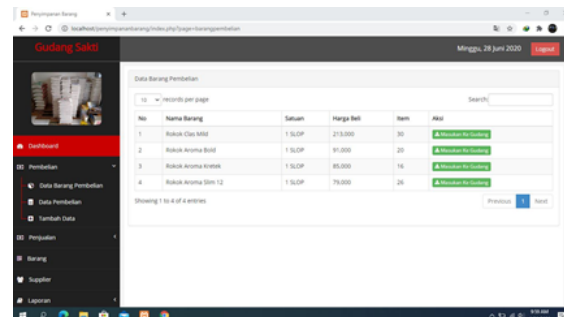 Penyimpanan Barang
localhost/penyimpananbarang/index.php?page=barangpembelian
Gudang Sakti
Minggu, 28 Juni 2020
Logout
Data Barang Pembelian
10 records per page
Search:
No Nama Barang Satuan Harga Beli Item Aksi
1 Rokok Clas Mild 1 SLOP 213,000 30 Masukan Ke Gudang
2 Rokok Aroma Bold 1 SLOP 91,000 20 Masukan Ke Gudang
3 Rokok Aroma Kretek 1 SLOP 85,000 16 Masukan Ke Gudang
4 Rokok Aroma Slim 12 1 SLOP 79,000 26 Masukan Ke Gudang
Showing 1 to 4 of 4 entries
Previous 1 Next
Dashboard
Pembelian
Data Barang Pembelian
Data Pembelian
Tambah Data
Penjualan
Barang
Supplier
Laporan